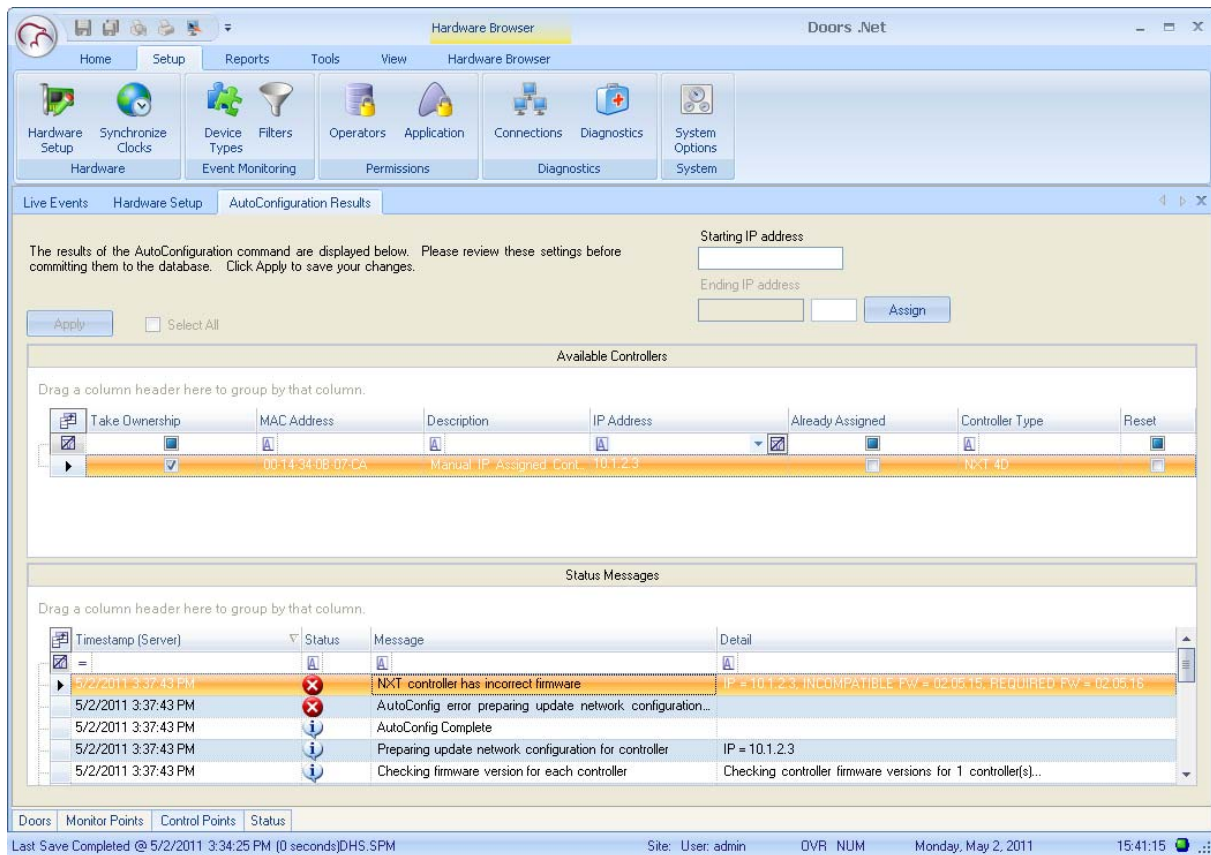 Hardware Browser
Doors .Net
Home Setup Reports Tools View Hardware Browser
Hardware Setup
Synchronize Clocks
Device Types
Filters
Operators
Application
Connections
Diagnostics
System Options
Hardware
Event Monitoring
Permissions
Diagnostics
System
Live Events Hardware Setup AutoConfiguration Results
The results of the AutoConfiguration command are displayed below. Please review these settings before
committing them to the database. Click Apply to save your changes.
Starting IP address
Ending IP address
Assign
Apply
Select All
Available Controllers
Drag a column header here to group by that column.
Take Ownership MAC Address Description IP Address Already Assigned Controller Type Reset
00-14-34-0B-07-CA Manual IP Assigned Cont... 10.1.2.3 NXT 4D
Status Messages
Drag a column header here to group by that column.
Timestamp (Server) Status Message Detail
=
5/2/2011 3:37:43 PM NXT controller has incorrect firmware IP = 10.1.2.3, INCOMPATIBLE FW = 02.05.15, REQUIRED FW = 02.05.16
5/2/2011 3:37:43 PM AutoConfig error preparing update network configuration...
5/2/2011 3:37:43 PM AutoConfig Complete
5/2/2011 3:37:43 PM Preparing update network configuration for controller IP = 10.1.2.3
5/2/2011 3:37:43 PM Checking firmware version for each controller Checking controller firmware versions for 1 controller(s)...
Doors Monitor Points Control Points Status
Last Save Completed @ 5/2/2011 3:34:25 PM (0 seconds)DHS.SPM Site: User: admin OVR NUM Monday, May 2, 2011 15:41:15